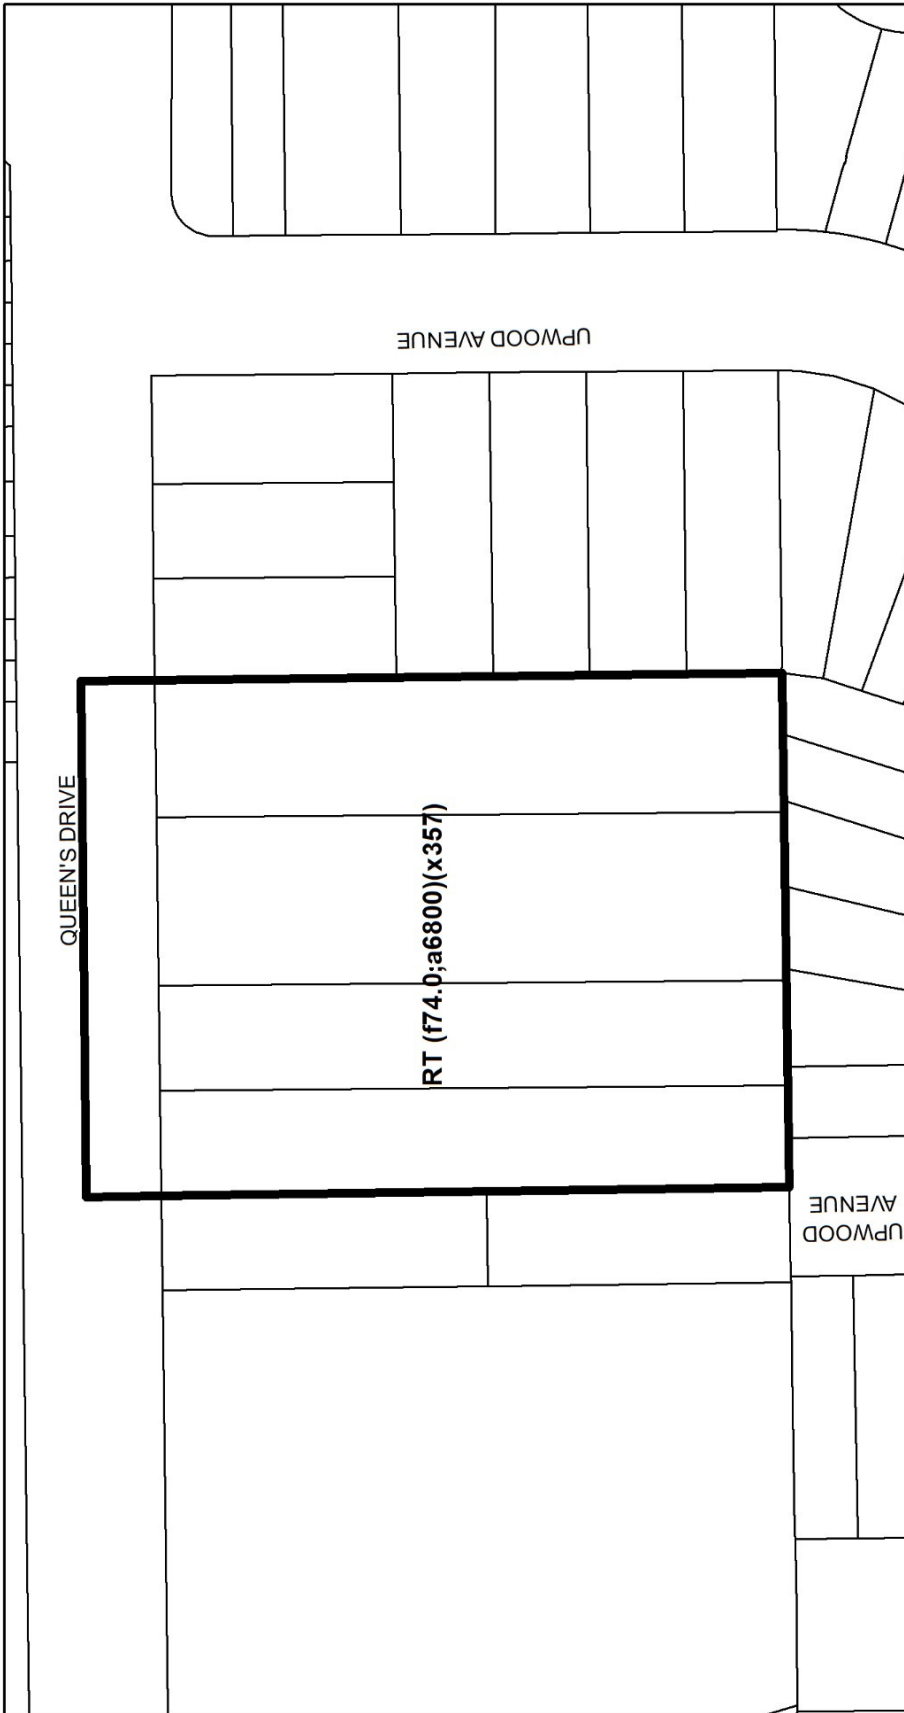 UPWOOD AVENUE
QUEEN'S DRIVE
RT (f74.0;a6800)(x357)
UPWOOD
AVENUE